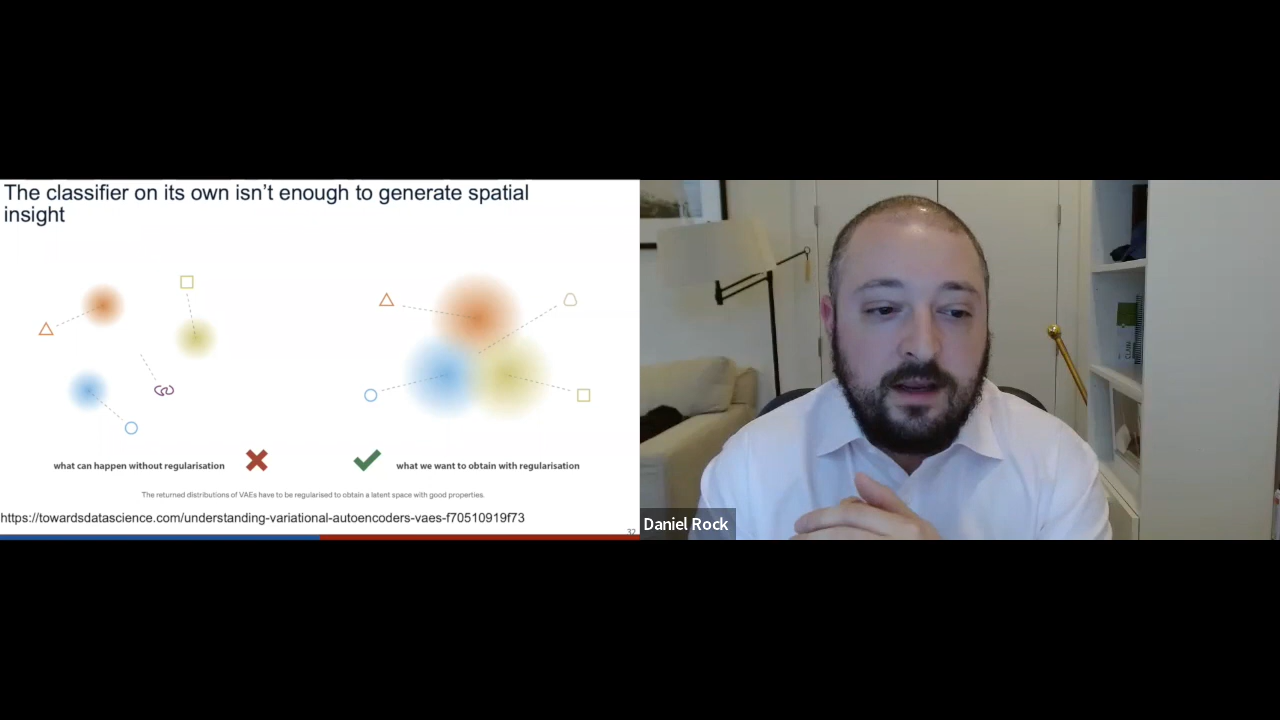 The classifier on its own isn't enough to generate spatial
insight
what can happen without regularisation
what we want to obtain with regularisation
The returned distributions of VAEs have to be regularised to obtain a latent space with good properties.
https://towardsdatascience.com/understanding-variational-autoencoders-vaes-f70510919f73
32
Daniel Rock